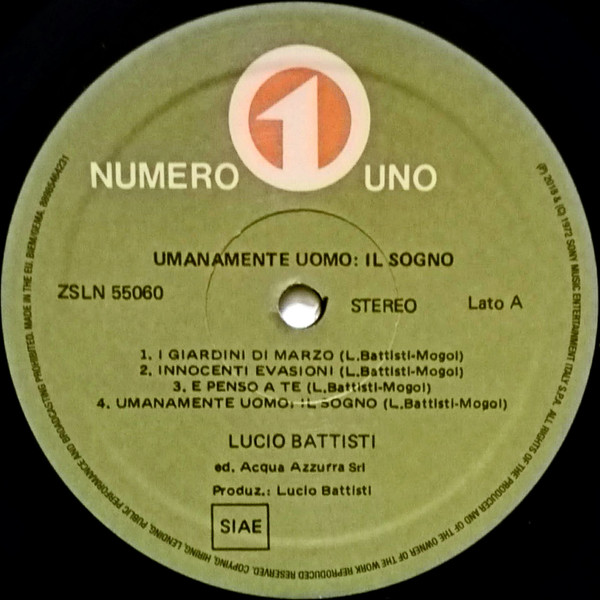 1
NUMERO UNO
UMANAMENTE UOMO: IL SOGNO
ZSLN 55060
STEREO
Lato A
1. I GIARDINI DI MARZO (L.Battisti-Mogol)
2. INNOCENTI EVASIONI (L.Battisti-Mogol)
3. E PENSO A TE (L.Battisti-Mogol)
4. UMANAMENTE UOMO: IL SOGNO (L.Battisti-Mogol)
LUCIO BATTISTI
ed. Acqua Azzurra Srl
Produz.: Lucio Battisti
SIAE
(P) 2018 & (C) 1972 SONY MUSIC ENTERTAINMENT ITALY S.P.A. ALL RIGHTS OF THE PRODUCER AND OF THE OWNER OF THE WORK REPRODUCED RESERVED. COPYING, HIRING, LENDING, PUBLIC PERFORMANCE AND BROADCASTING PROHIBITED. MADE IN THE EU. BIEM/GEMA.